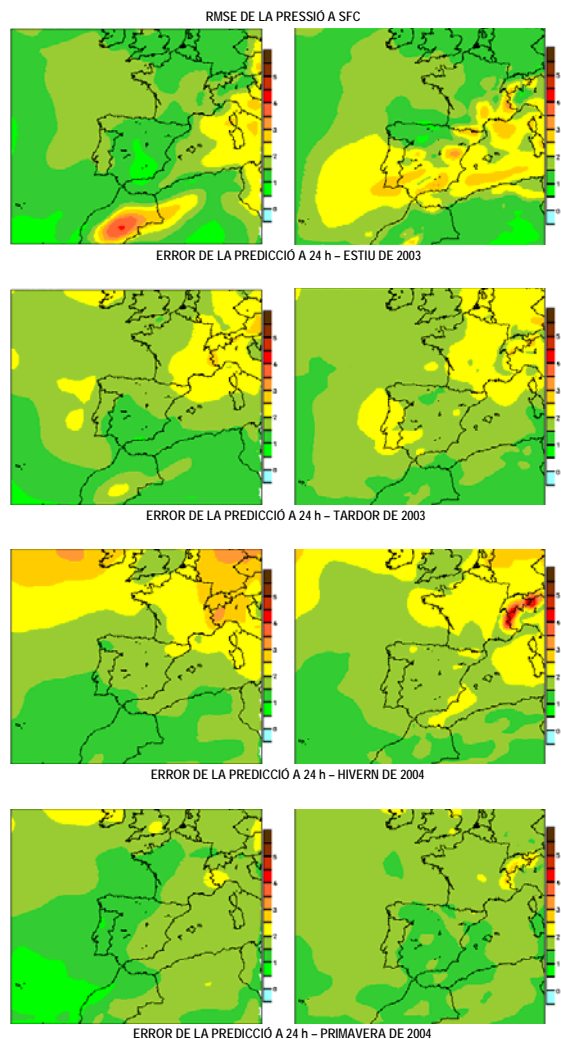 RMSE DE LA PRESSIÓ A SFC
ERROR DE LA PREDICCIÓ A 24 h – ESTIU DE 2003
ERROR DE LA PREDICCIÓ A 24 h – TARDOR DE 2003
ERROR DE LA PREDICCIÓ A 24 h – HIVERN DE 2004
ERROR DE LA PREDICCIÓ A 24 h – PRIMAVERA DE 2004